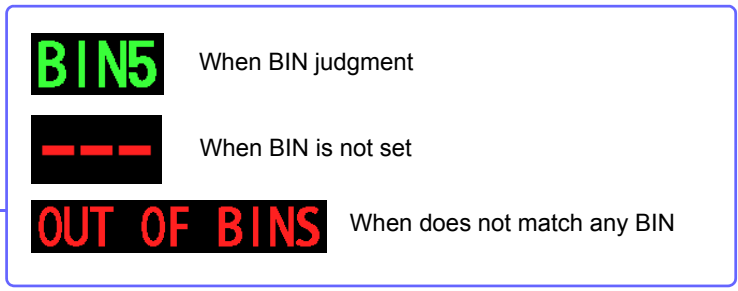 BIN5 When BIN judgment
--- When BIN is not set
OUT OF BINS When does not match any BIN